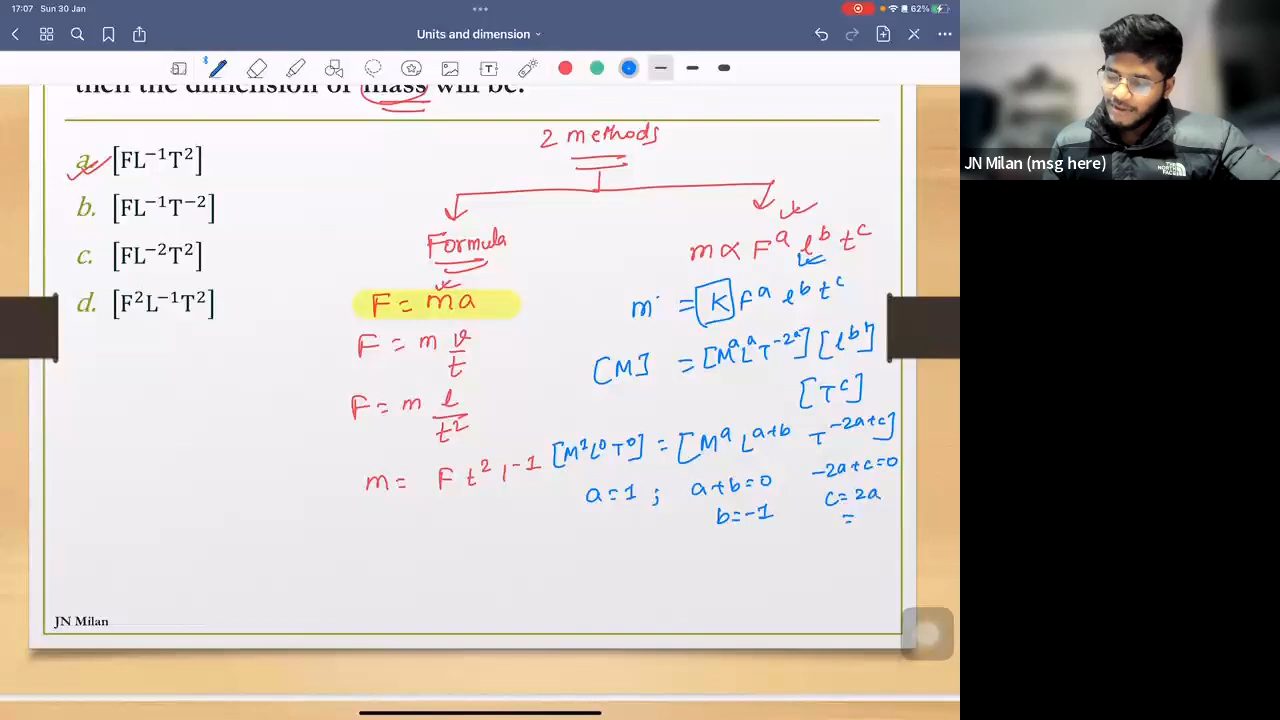 17:07 Sun 30 Jan
62%
Units and dimension
then the dimension of mass will be:
2 methods
a. [FL⁻¹T²]
b. [FL⁻¹T⁻²]
c. [FL⁻²T²]
d. [F²L⁻¹T²]
Formula
F = ma
F = m v/t
F = m l/t²
m = F t² l⁻¹
m ∝ Fᵃ lᵇ tᶜ
m = K Fᵃ lᵇ tᶜ
[M] = [MᵃLᵃT⁻²ᵃ] [lᵇ]
[Tᶜ]
[M¹L⁰T⁰] = [Mᵃ Lᵃ⁺ᵇ T⁻²ᵃ⁺ᶜ]
a = 1 ; a+b=0 -2a+c=0
b=-1 c=2a
=
JN Milan
JN Milan (msg here)
THE NORTH FACE